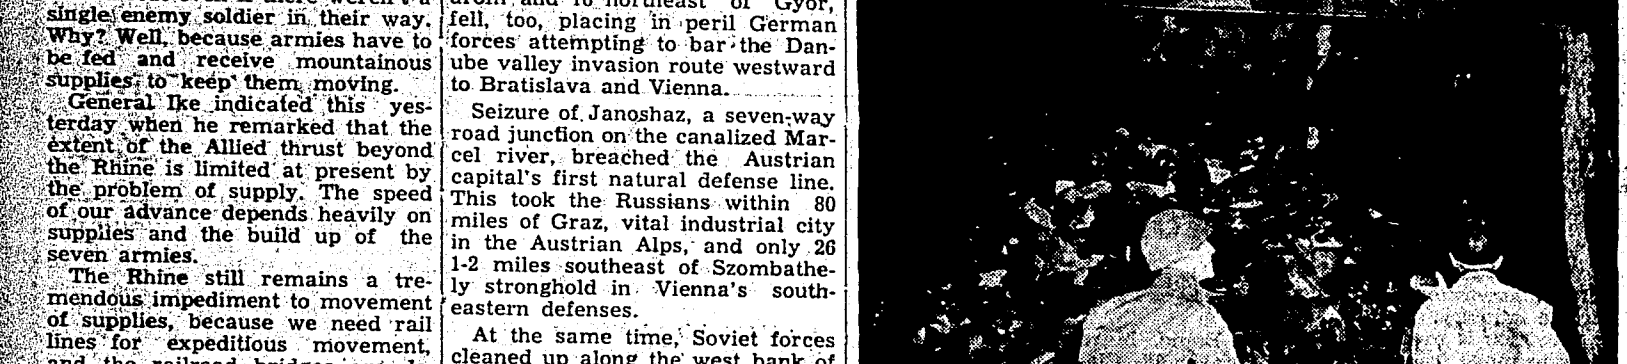 single enemy soldier in their way.
Why? Well, because armies have to
be fed and receive mountainous
supplies to keep them moving.
General Ike indicated this yes-
terday when he remarked that the
extent of the Allied thrust beyond
the Rhine is limited at present by
the problem of supply. The speed
of our advance depends heavily on
supplies and the build up of the
seven armies.
The Rhine still remains a tre-
mendous impediment to movement
of supplies, because we need rail
lines for expeditious movement,
and the railroad
northeast of Gyor,
fell, too, placing in peril German
forces attempting to bar the Dan-
ube valley invasion route westward
to Bratislava and Vienna.
Seizure of Janoshaz, a seven-way
road junction on the canalized Mar-
cel river, breached the Austrian
capital's first natural defense line.
This took the Russians within 80
miles of Graz, vital industrial city
in the Austrian Alps, and only 26
1-2 miles southeast of Szombathe-
ly stronghold in Vienna's south-
eastern defenses.
At the same time, Soviet forces
cleaned up along the west bank of